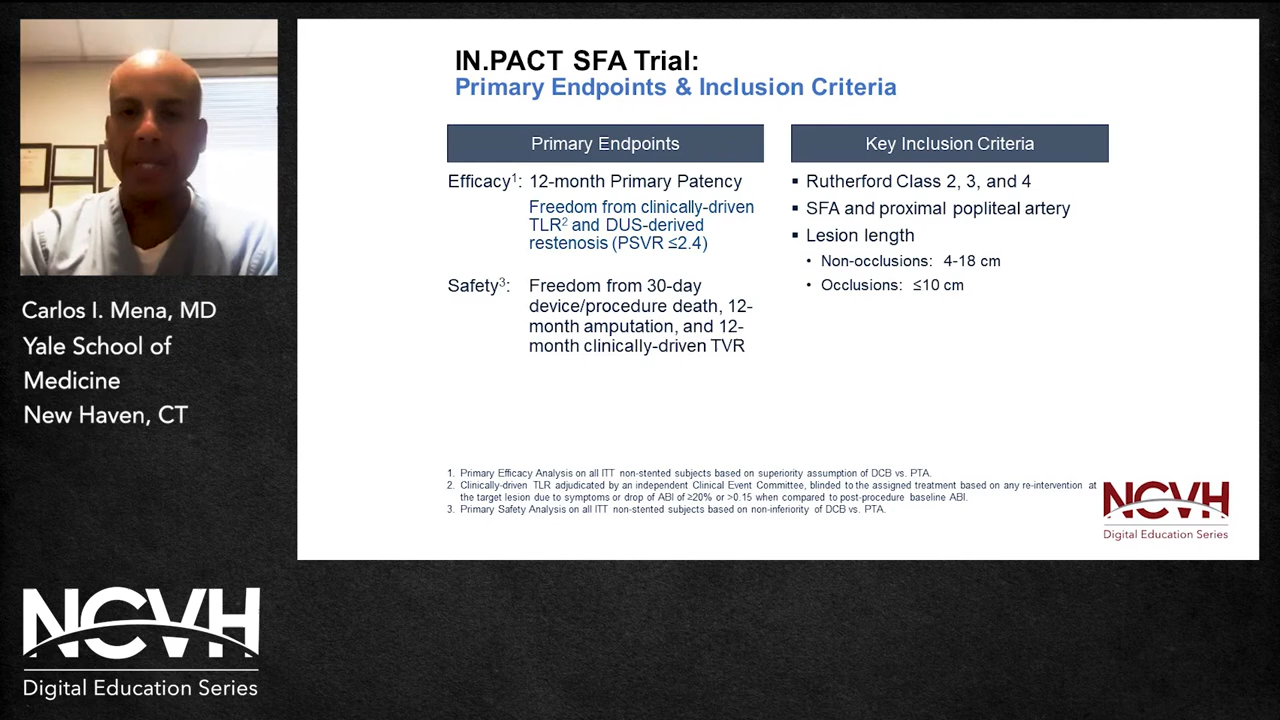 IN.PACT SFA Trial:
Primary Endpoints & Inclusion Criteria
Primary Endpoints
Efficacy¹: 12-month Primary Patency
Freedom from clinically-driven
TLR² and DUS-derived
restenosis (PSVR ≤2.4)
Safety³: Freedom from 30-day
device/procedure death, 12-
month amputation, and 12-
month clinically-driven TVR
Key Inclusion Criteria
▪ Rutherford Class 2, 3, and 4
▪ SFA and proximal popliteal artery
▪ Lesion length
• Non-occlusions: 4-18 cm
• Occlusions: ≤10 cm
1. Primary Efficacy Analysis on all ITT non-stented subjects based on superiority assumption of DCB vs. PTA.
2. Clinically-driven TLR adjudicated by an independent Clinical Event Committee, blinded to the assigned treatment based on any re-intervention at
the target lesion due to symptoms or drop of ABI of ≥20% or >0.15 when compared to post-procedure baseline ABI.
3. Primary Safety Analysis on all ITT non-stented subjects based on non-inferiority of DCB vs. PTA.
NCVH
Digital Education Series
Carlos I. Mena, MD
Yale School of
Medicine
New Haven, CT
NCVH
Digital Education Series